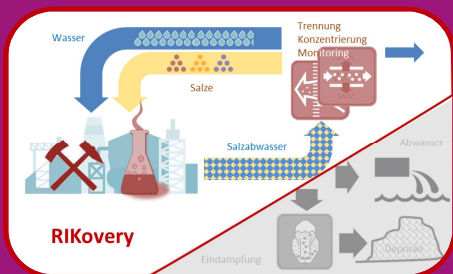 Wasser
Trennung
Konzentrierung
Monitoring
Salze
Salzabwasser
Abwasser
RIKovery
Eindampfung
Deponie